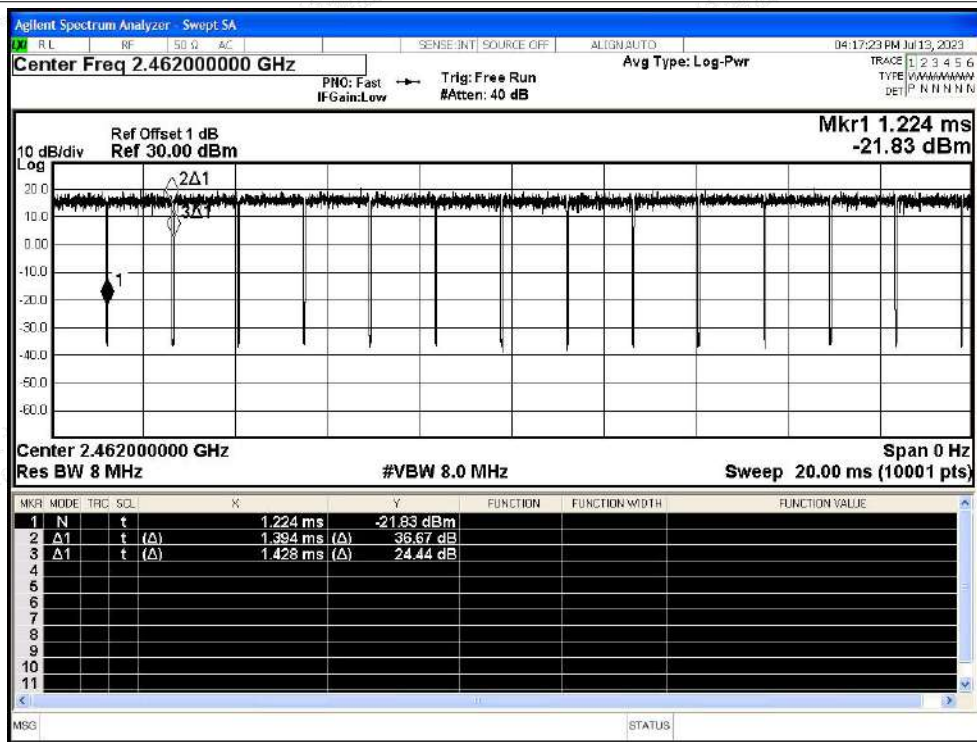 Agilent Spectrum Analyzer - Swept SA
LXI RL RF 50 Ω AC SENSE:INT SOURCE OFF ALIGN AUTO 04:17:23 PM Jul 13, 2023
Center Freq 2.462000000 GHz
PNO: Fast
IFGain:Low
Trig: Free Run
#Atten: 40 dB
Avg Type: Log-Pwr
TRACE 1 2 3 4 5 6
TYPE
DET P N N N N N
Mkr1 1.224 ms
-21.83 dBm
Ref Offset 1 dB
10 dB/div Ref 30.00 dBm
Log
20.0
10.0
0.00
-10.0
-20.0
-30.0
-40.0
-50.0
-60.0
2Δ1
3Δ1
1
Center 2.462000000 GHz Span 0 Hz
Res BW 8 MHz #VBW 8.0 MHz Sweep 20.00 ms (10001 pts)
MKR MODE TRC SCL X Y FUNCTION FUNCTION WIDTH FUNCTION VALUE
1 N t 1.224 ms -21.83 dBm
2 Δ1 t (Δ) 1.394 ms (Δ) 36.67 dB
3 Δ1 t (Δ) 1.428 ms (Δ) 24.44 dB
4
5
6
7
8
9
10
11
MSG STATUS